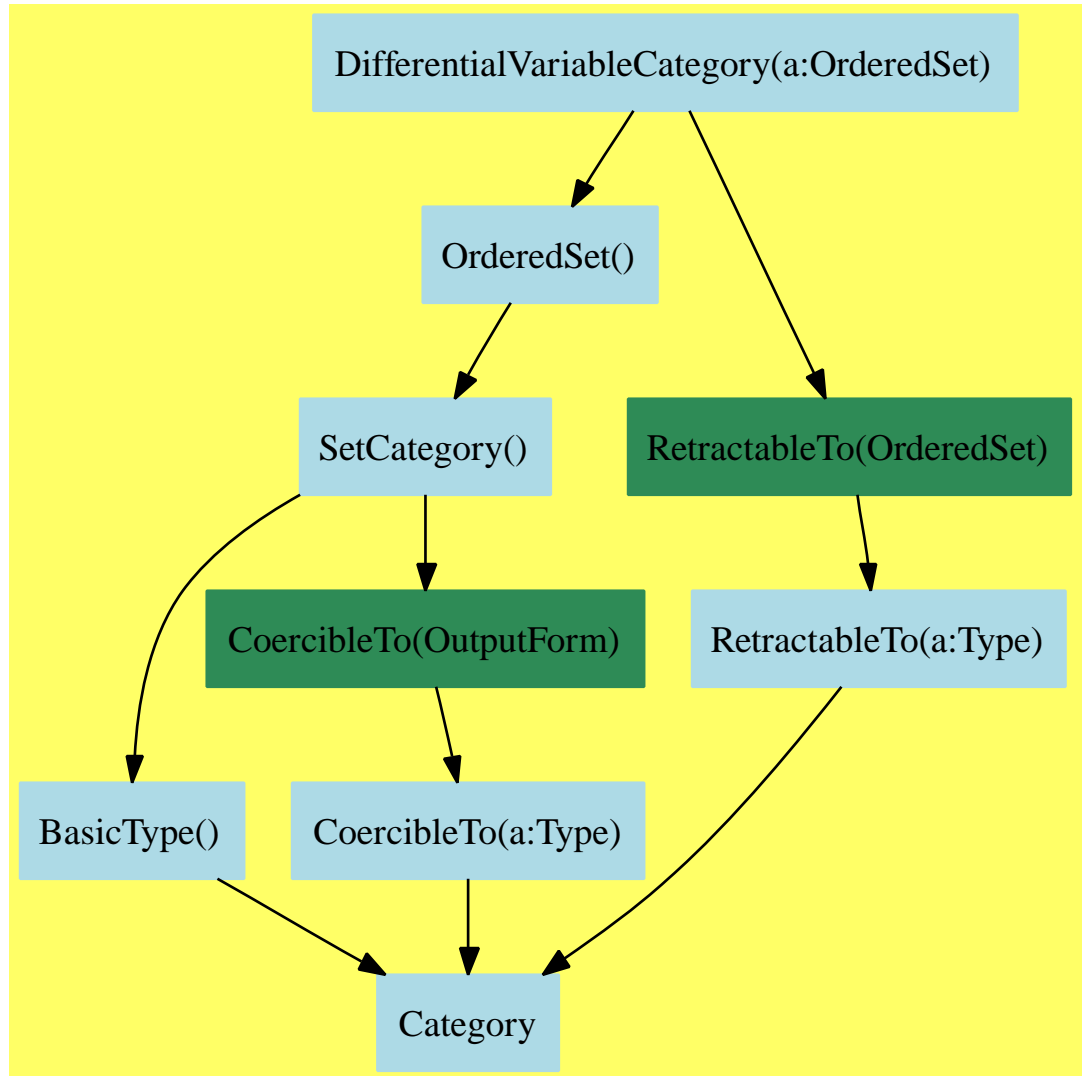 DifferentialVariableCategory(a:OrderedSet)
OrderedSet()
SetCategory()
RetractableTo(OrderedSet)
CoercibleTo(OutputForm)
RetractableTo(a:Type)
BasicType()
CoercibleTo(a:Type)
Category